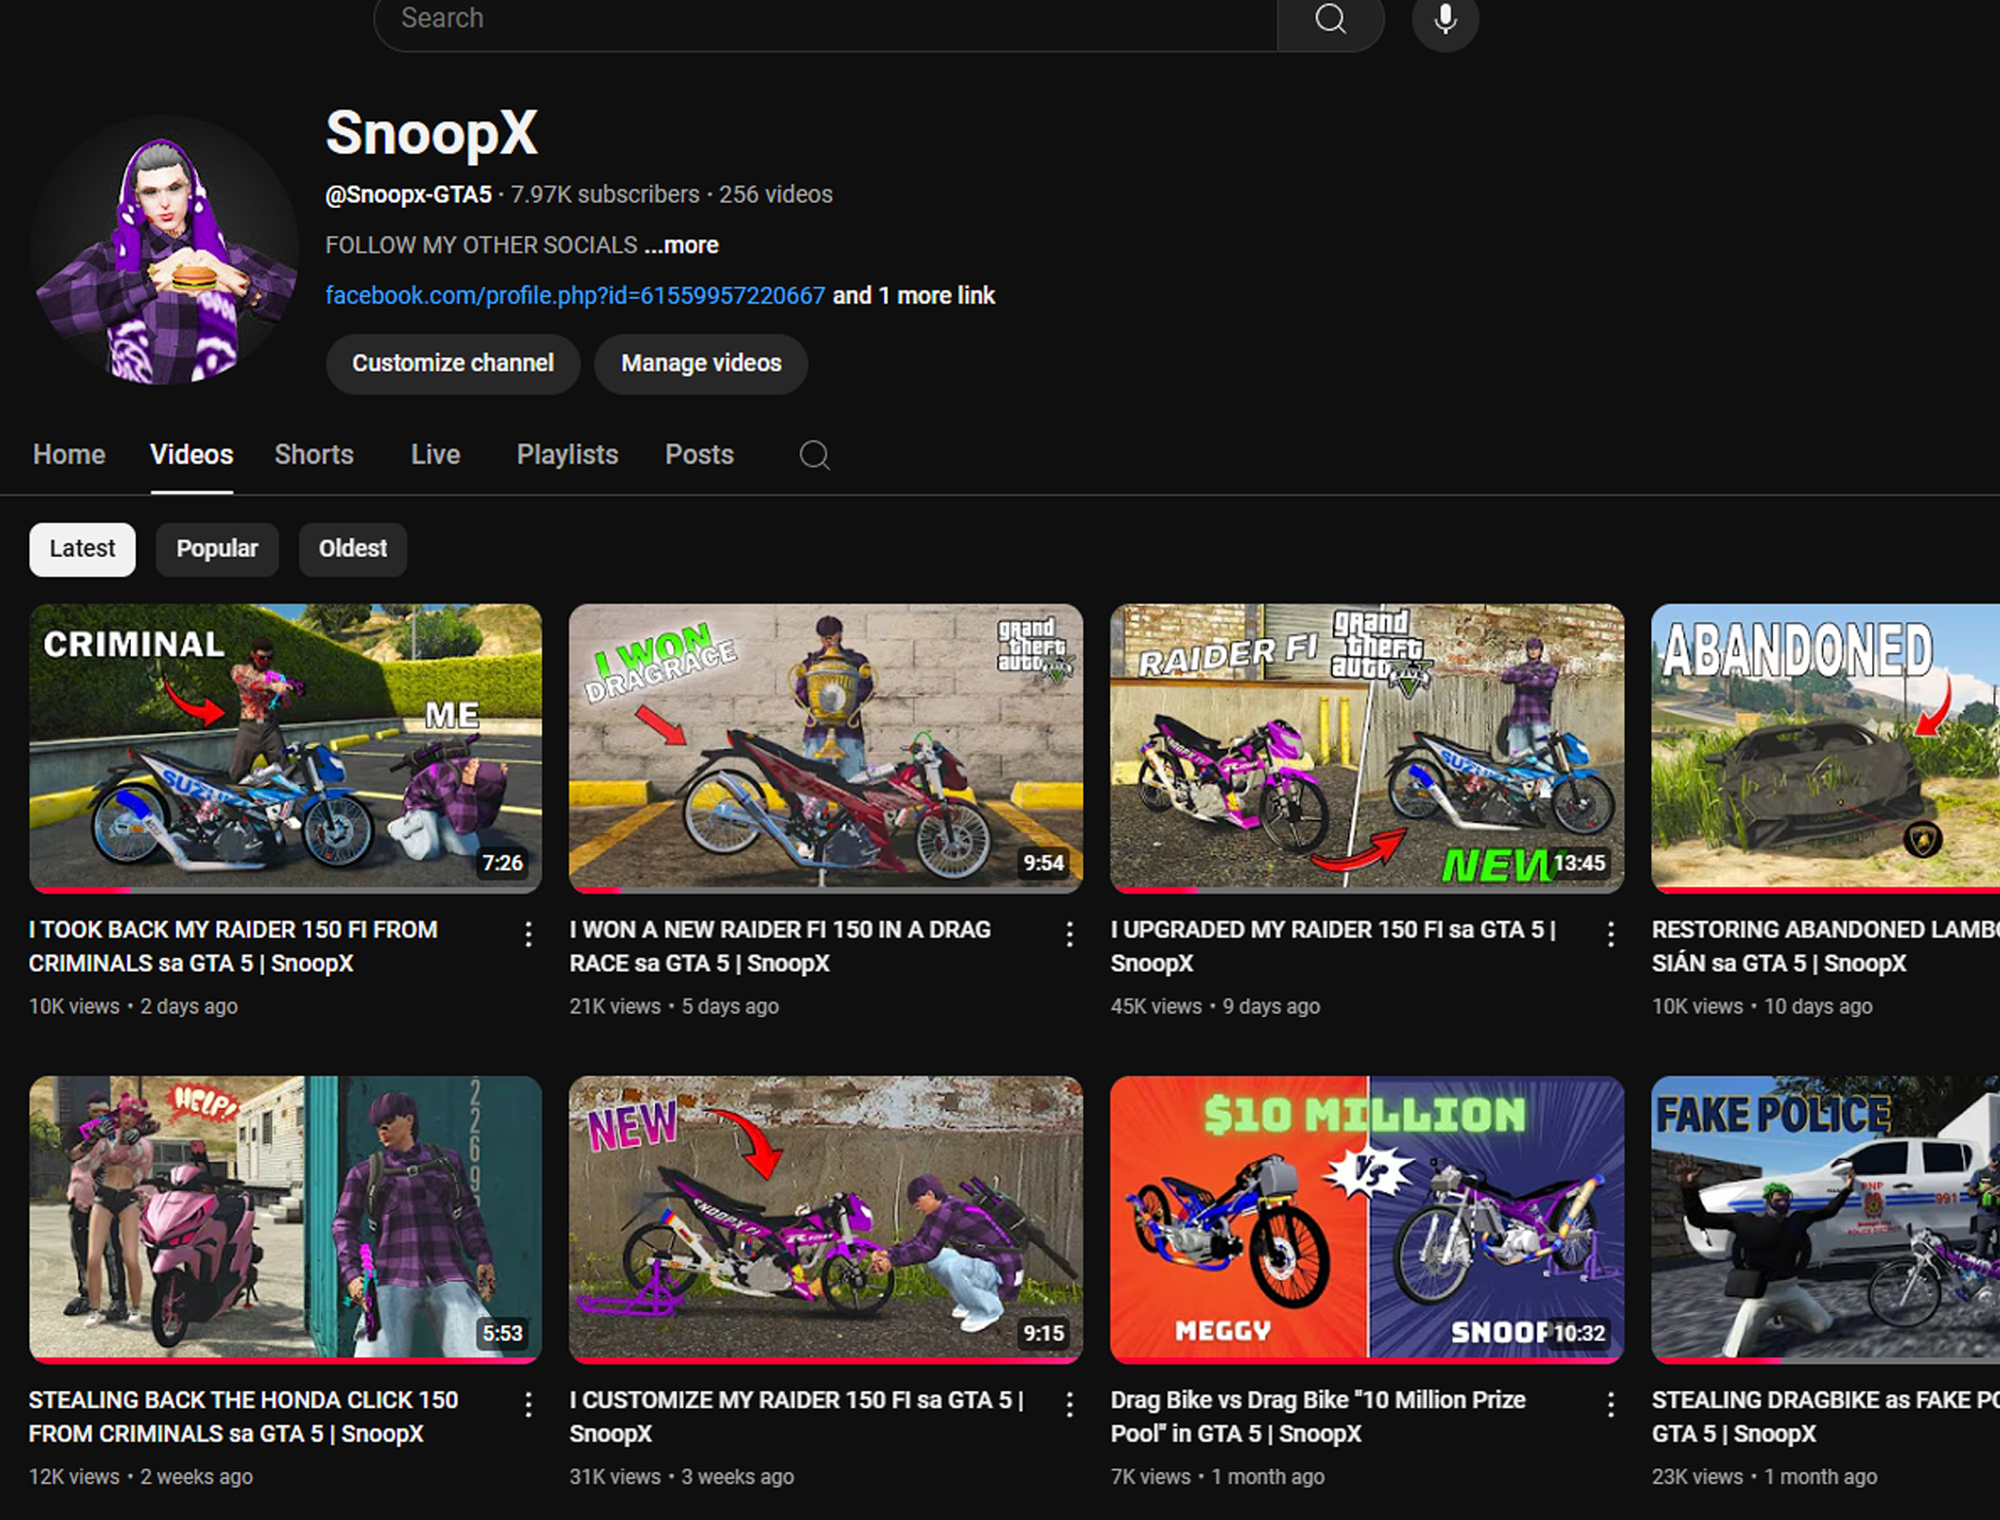 Search
SnoopX
@Snoopx-GTA5 · 7.97K subscribers · 256 videos
FOLLOW MY OTHER SOCIALS ...more
facebook.com/profile.php?id=61559957220667 and 1 more link
Customize channel
Manage videos
Home
Videos
Shorts
Live
Playlists
Posts
Latest
Popular
Oldest
CRIMINAL
ME
SUZUKI
7:26
I WON
DRAGRACE
grand
theft
auto
9:54
RAIDER FI
grand
theft
auto
FIVE
SUZUKI
NEW
13:45
ABANDONED
I TOOK BACK MY RAIDER 150 FI FROM
CRIMINALS sa GTA 5 | SnoopX
10K views • 2 days ago
I WON A NEW RAIDER FI 150 IN A DRAG
RACE sa GTA 5 | SnoopX
21K views • 5 days ago
I UPGRADED MY RAIDER 150 FI sa GTA 5 |
SnoopX
45K views • 9 days ago
RESTORING ABANDONED
SIÁN sa GTA 5 | SnoopX
10K views • 10 days ago
HELP!
5:53
NEW
SNOOPX FI
9:15
$10 MILLION
Vs
MEGGY
SNOOP
10:32
FAKE POLICE
PNP
991
STEALING BACK THE HONDA CLICK 150
FROM CRIMINALS sa GTA 5 | SnoopX
12K views • 2 weeks ago
I CUSTOMIZE MY RAIDER 150 FI sa GTA 5 |
SnoopX
31K views • 3 weeks ago
Drag Bike vs Drag Bike "10 Million Prize
Pool" in GTA 5 | SnoopX
7K views • 1 month ago
STEALING DRAGBIKE as FAKE
GTA 5 | SnoopX
23K views • 1 month ago